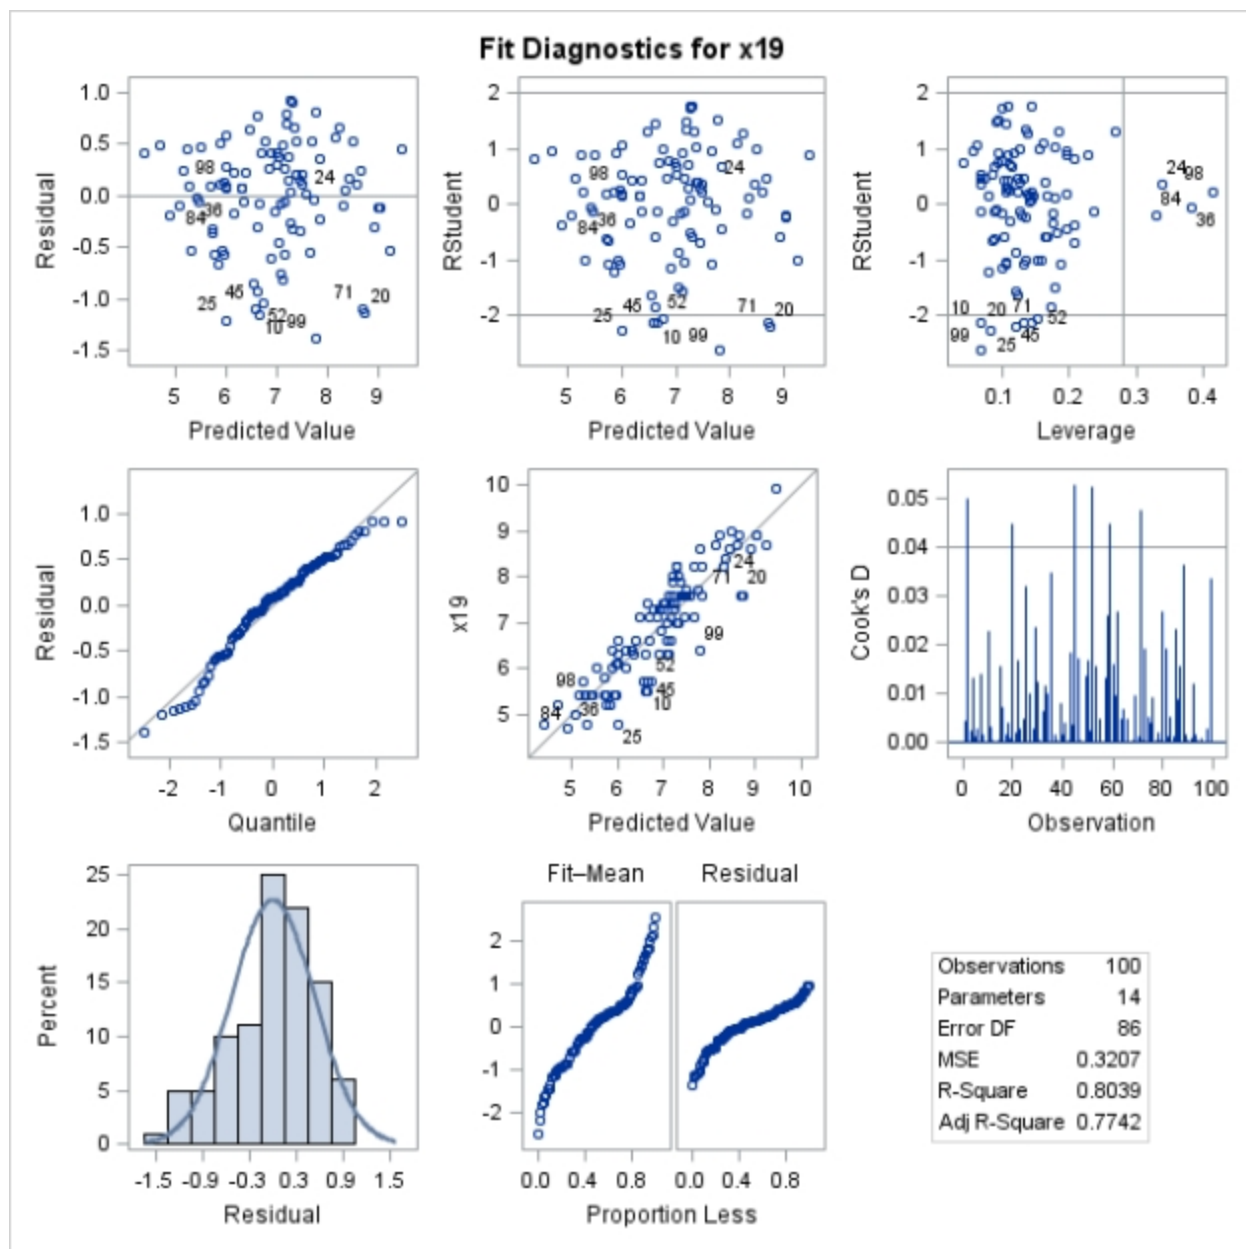 Fit Diagnostics for x19
1.0
0.5
0.0
-0.5
-1.0
-1.5
Residual
98
24
36
84
45
25
52
10
99
71
20
5 6 7 8 9
Predicted Value
2
1
0
-1
-2
RStudent
98
24
36
84
45
52
71
20
25
10
99
5 6 7 8 9
Predicted Value
2
1
0
-1
-2
RStudent
24
98
84
36
10
20
71
52
99
25
45
0.1 0.2 0.3 0.4
Leverage
1.0
0.5
0.0
-0.5
-1.0
-1.5
Residual
-2 -1 0 1 2
Quantile
10
9
8
7
6
5
x19
24
71
20
99
52
98
45
10
84
36
25
5 6 7 8 9 10
Predicted Value
0.05
0.04
0.03
0.02
0.01
0.00
Cook's D
0 20 40 60 80 100
Observation
25
20
15
10
5
0
Percent
-1.5 -0.9 -0.3 0.3 0.9 1.5
Residual
Fit–Mean Residual
2
1
0
-1
-2
0.0 0.4 0.8 0.0 0.4 0.8
Proportion Less
Observations 100
Parameters 14
Error DF 86
MSE 0.3207
R-Square 0.8039
Adj R-Square 0.7742